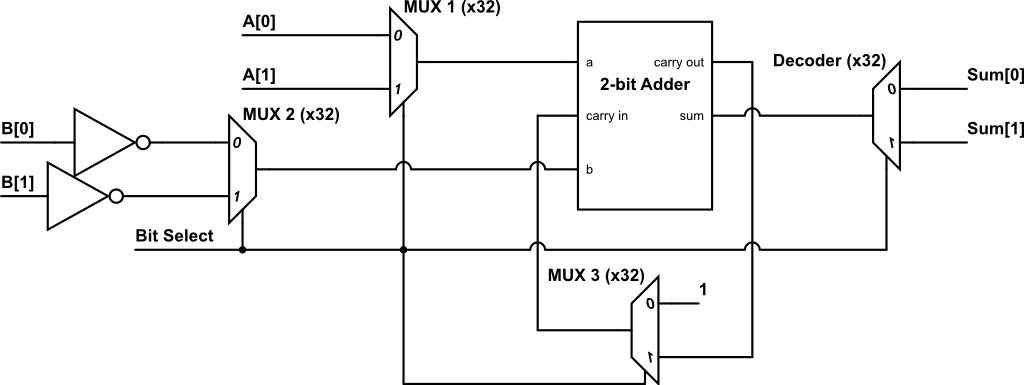 MUX 1 (x32)
A[0]
0
A[1]
1
a
carry out
2-bit Adder
carry in
sum
b
Decoder (x32)
0
1
Sum[0]
Sum[1]
MUX 2 (x32)
B[0]
0
B[1]
1
Bit Select
MUX 3 (x32)
0
1
1